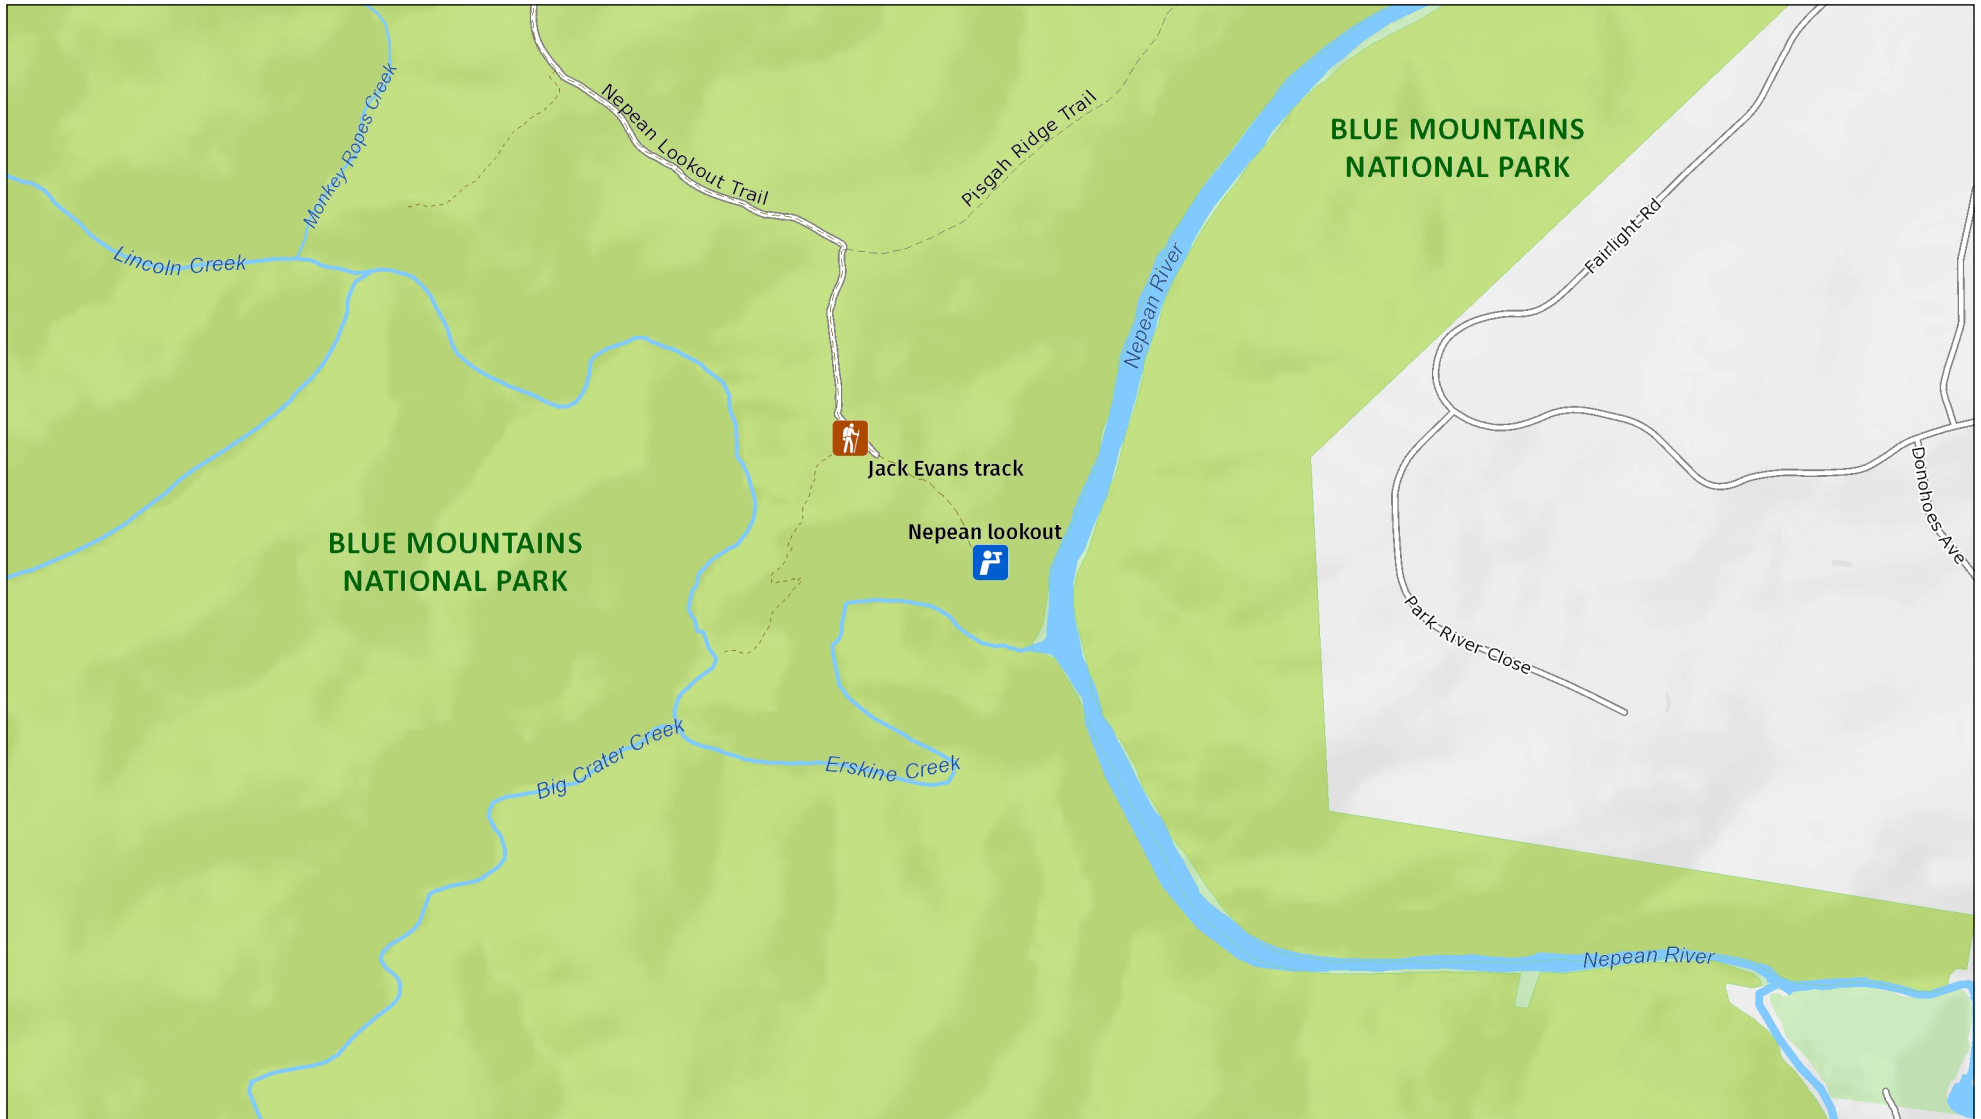 Monkey Ropes Creek
Nepean Lookout Trail
Pisgah Ridge Trail
BLUE MOUNTAINS
NATIONAL PARK
Lincoln Creek
Nepean River
Fairlight Rd
Jack Evans track
Nepean lookout
Donohoes Ave
BLUE MOUNTAINS
NATIONAL PARK
Park River Close
Big Crater Creek
Erskine Creek
Nepean River